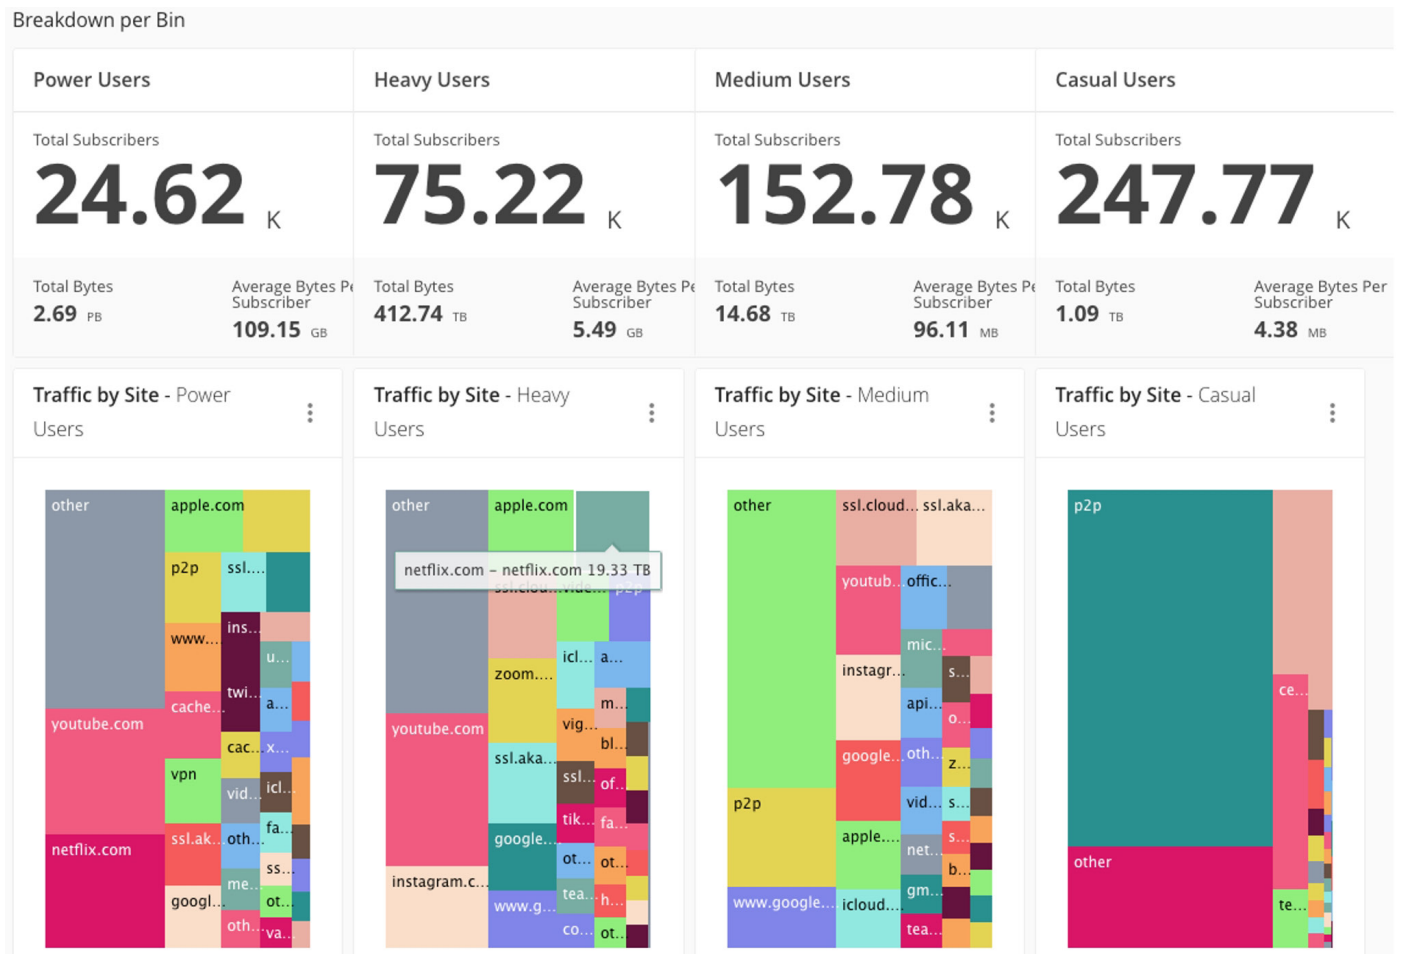 Breakdown per Bin
Power Users
Heavy Users
Medium Users
Casual Users
Total Subscribers
24.62 K
Total Subscribers
75.22 K
Total Subscribers
152.78 K
Total Subscribers
247.77 K
Total Bytes
2.69 PB
Average Bytes Pe
Subscriber
109.15 GB
Total Bytes
412.74 TB
Average Bytes Pe
Subscriber
5.49 GB
Total Bytes
14.68 TB
Average Bytes Pe
Subscriber
96.11 MB
Total Bytes
1.09 TB
Average Bytes Per
Subscriber
4.38 MB
Traffic by Site - Power
Users
other
apple.com
p2p
ssl....
www....
ins...
u...
cache...
twi...
a...
youtube.com
cac...
x...
vpn
vid...
icl...
ssl.ak...
oth...
fa...
netflix.com
me...
ss...
googl...
ot...
oth...
va...
Traffic by Site - Heavy
Users
other
apple.com
netflix.com – netflix.com 19.33 TB
ssl.clou...
vide...
p2p
icl...
a...
zoom....
m...
youtube.com
vig...
bl...
ssl.aka...
ssl...
of...
tik...
fa...
google...
ot...
ot...
instagram.c...
tea...
h...
www.g...
co...
ot...
Traffic by Site - Medium
Users
other
ssl.cloud...
ssl.aka...
youtub...
offic...
mic...
instagr...
s...
api...
o...
google...
oth...
z...
p2p
vid...
s...
apple....
net...
s...
b...
www.google....
icloud....
gm...
tea...
Traffic by Site - Casual
Users
p2p
ce...
other
te...